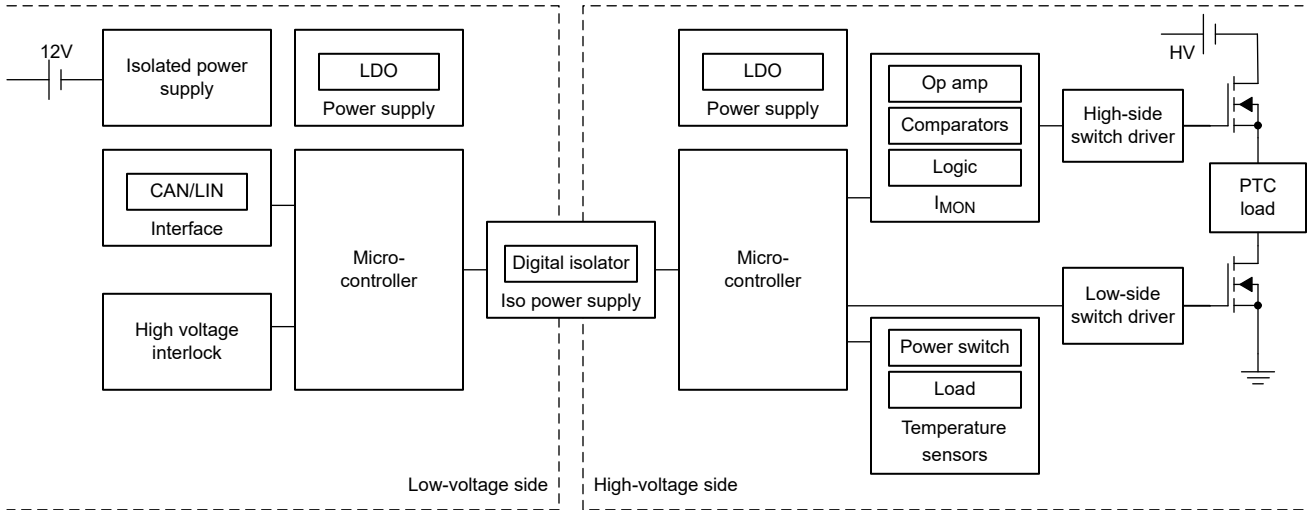 12V
Isolated power
supply
LDO
Power supply
CAN/LIN
Interface
High voltage
interlock
Micro-
controller
Digital isolator
Iso power supply
Low-voltage side
High-voltage side
LDO
Power supply
Micro-
controller
Op amp
Comparators
Logic
IMON
Power switch
Load
Temperature
sensors
High-side
switch driver
Low-side
switch driver
HV
PTC
load